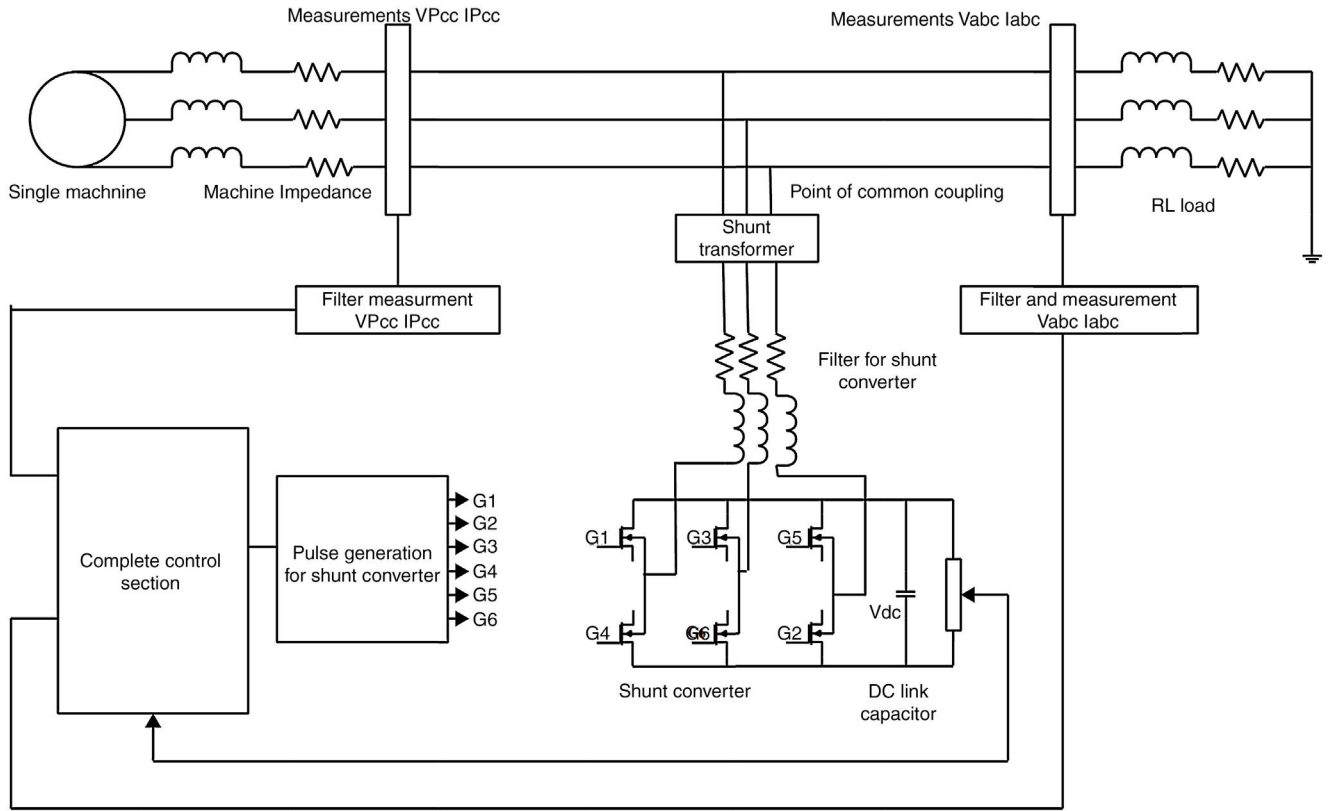 Measurements VPcc IPcc
Measurements Vabc Iabc
Single machnine
Machine Impedance
Point of common coupling
RL load
Shunt
transformer
Filter measurment
VPcc IPcc
Filter and measurement
Vabc Iabc
Filter for shunt
converter
Complete control
section
Pulse generation
for shunt converter
G1
G2
G3
G4
G5
G6
G1
G3
G5
G4
G6
G2
Vdc
Shunt converter
DC link
capacitor